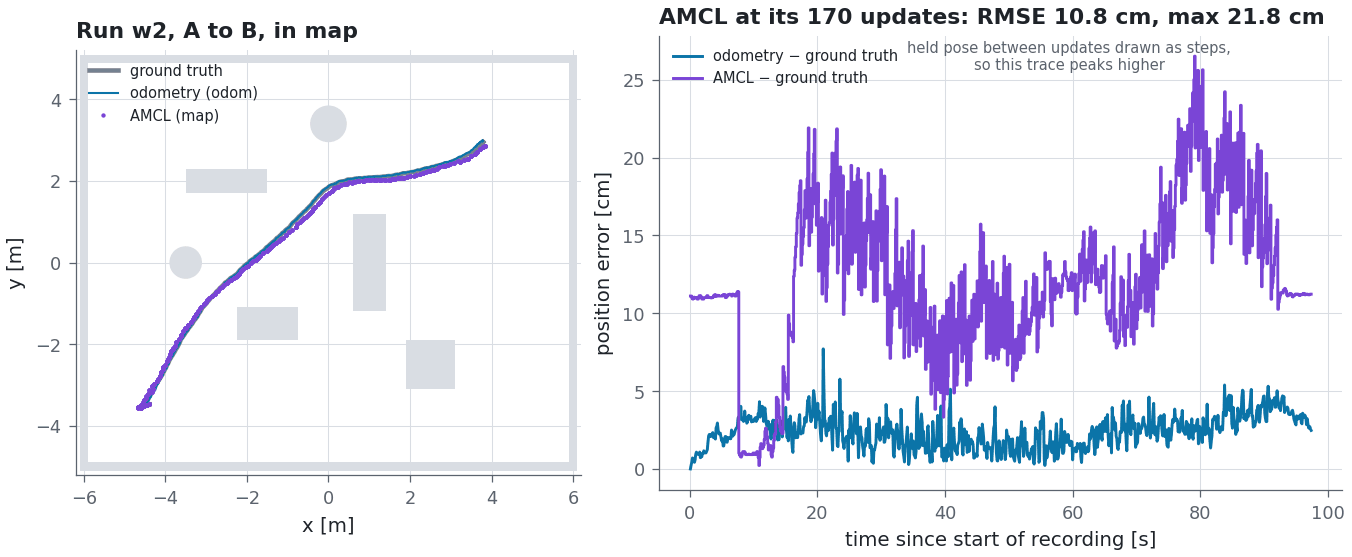 Run w2, A to B, in map
ground truth
odometry (odom)
AMCL (map)
4
2
0
−2
−4
y [m]
−6
−4
−2
0
2
4
6
x [m]
AMCL at its 170 updates: RMSE 10.8 cm, max 21.8 cm
held pose between updates drawn as steps,
so this trace peaks higher
odometry − ground truth
AMCL − ground truth
25
20
15
10
5
0
position error [cm]
0
20
40
60
80
100
time since start of recording [s]